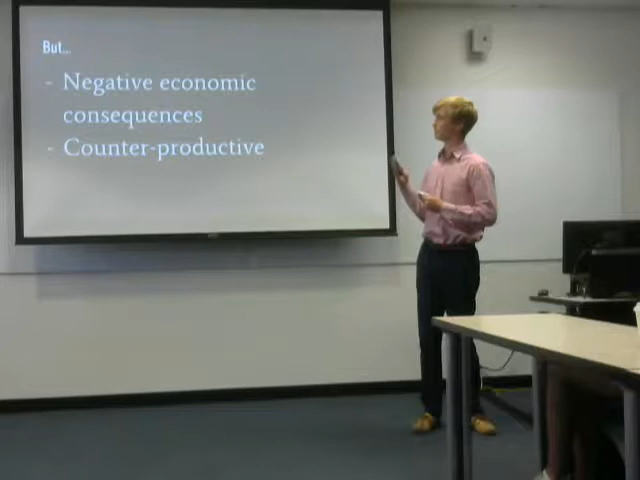 But...
- Negative economic
consequences
- Counter-productive